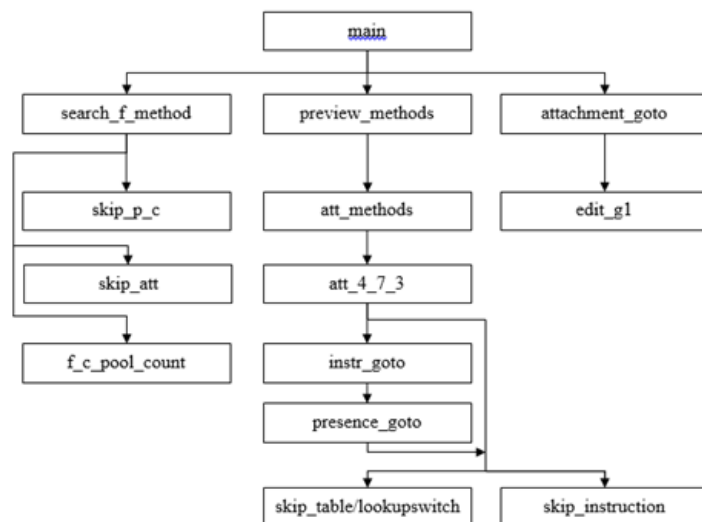 main
search_f_method
preview_methods
attachment_goto
skip_p_c
att_methods
edit_g1
skip_att
att_4_7_3
f_c_pool_count
instr_goto
presence_goto
skip_table/lookupswitch
skip_instruction